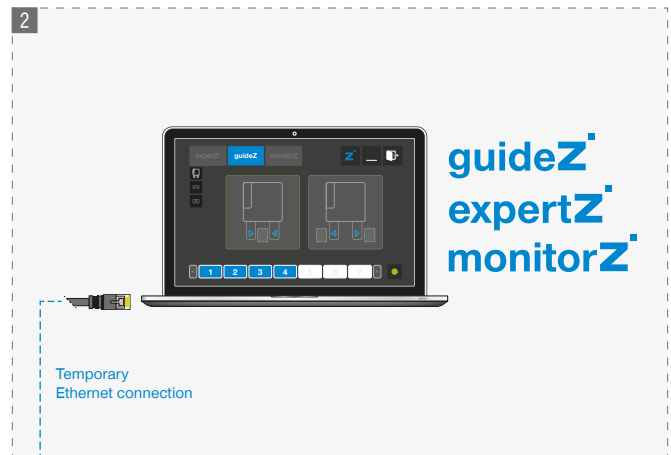 2
expertZ guideZ monitorZ Z
1 2 3 4 5 6 7
guideZ
expertZ
monitorZ
Temporary
Ethernet connection